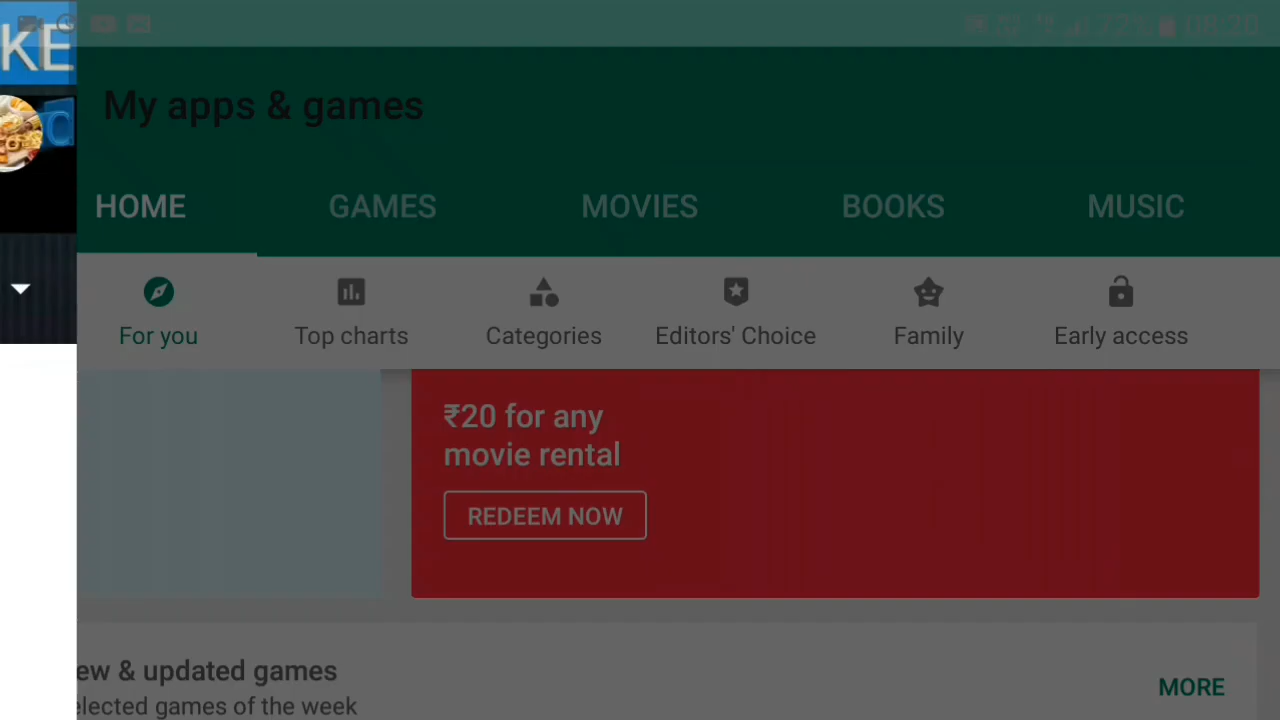 KE
My apps & games
HOME GAMES MOVIES BOOKS MUSIC
For you Top charts Categories Editors' Choice Family Early access
₹20 for any
movie rental
REDEEM NOW
ew & updated games
elected games of the week
MORE